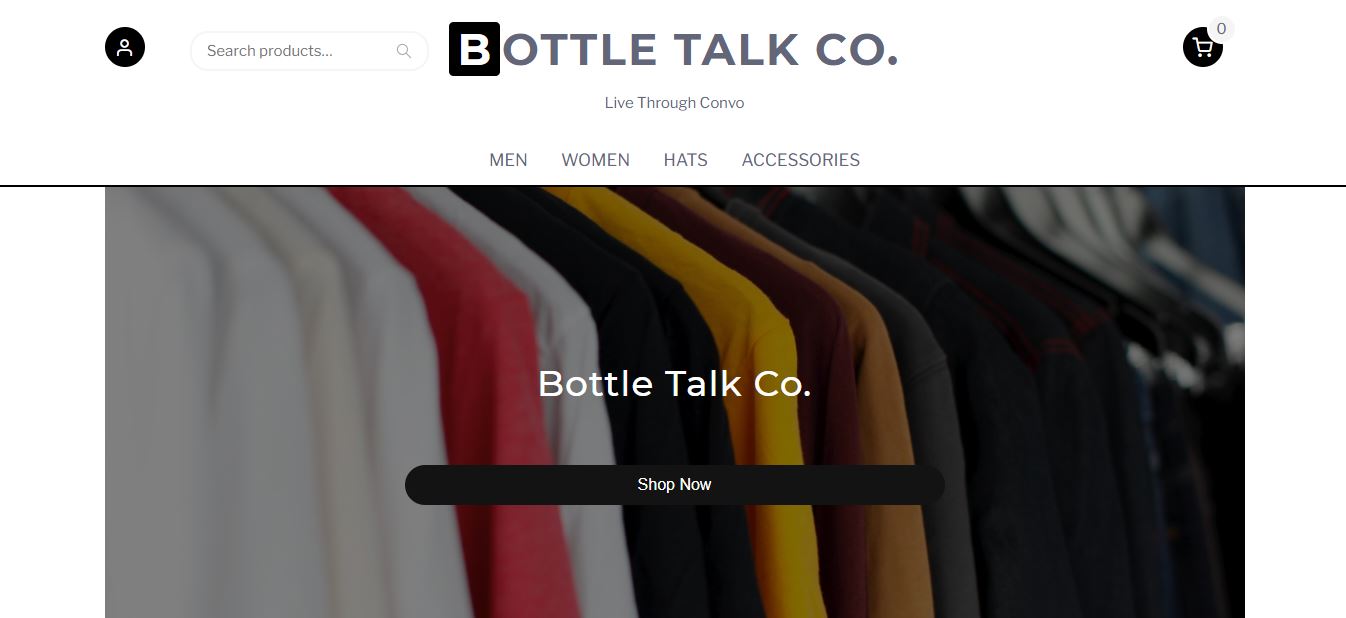 Search products...
BOTTLE TALK CO.
0
Live Through Convo
MEN WOMEN HATS ACCESSORIES
Bottle Talk Co.
Shop Now